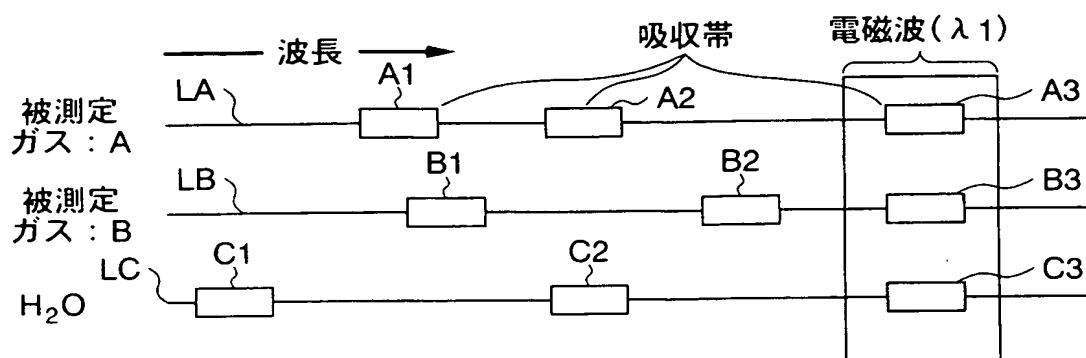 波長
吸収帯
電磁波(λ1)
被測定
ガス:A
LA
A1
A2
A3
被測定
ガス:B
LB
B1
B2
B3
H₂O
LC
C1
C2
C3